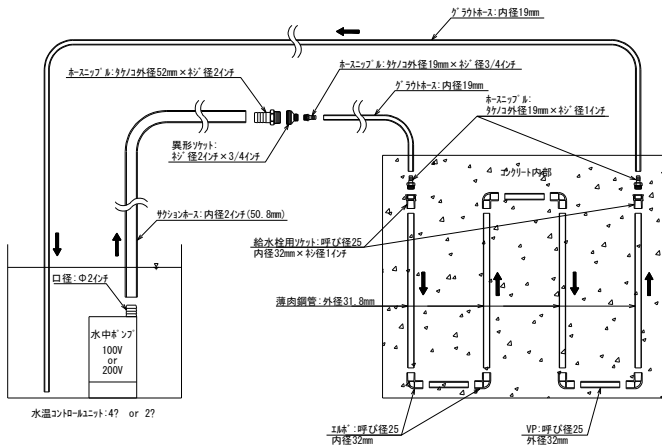 グラウトホース:内径19mm
ホースニップル:タケノコ外径52mm×ネジ径2インチ
ホースニップル:タケノコ外径19mm×ネジ径3/4インチ
グラウトホース:内径19mm
ホースニップル:
タケノコ外径19mm×ネジ径1インチ
異形ソケット:
ネジ径2インチ×3/4インチ
コンクリート内部
サクションホース:内径2インチ(50.8mm)
給水栓用ソケット:呼び径25
内径32mm×ネジ径1インチ
口径:Φ2インチ
薄肉鋼管:外径31.8mm
水中ポンプ
100V
or
200V
水温コントロールユニット:4? or 2?
エルボ:呼び径25
内径32mm
VP:呼び径25
外径32mm